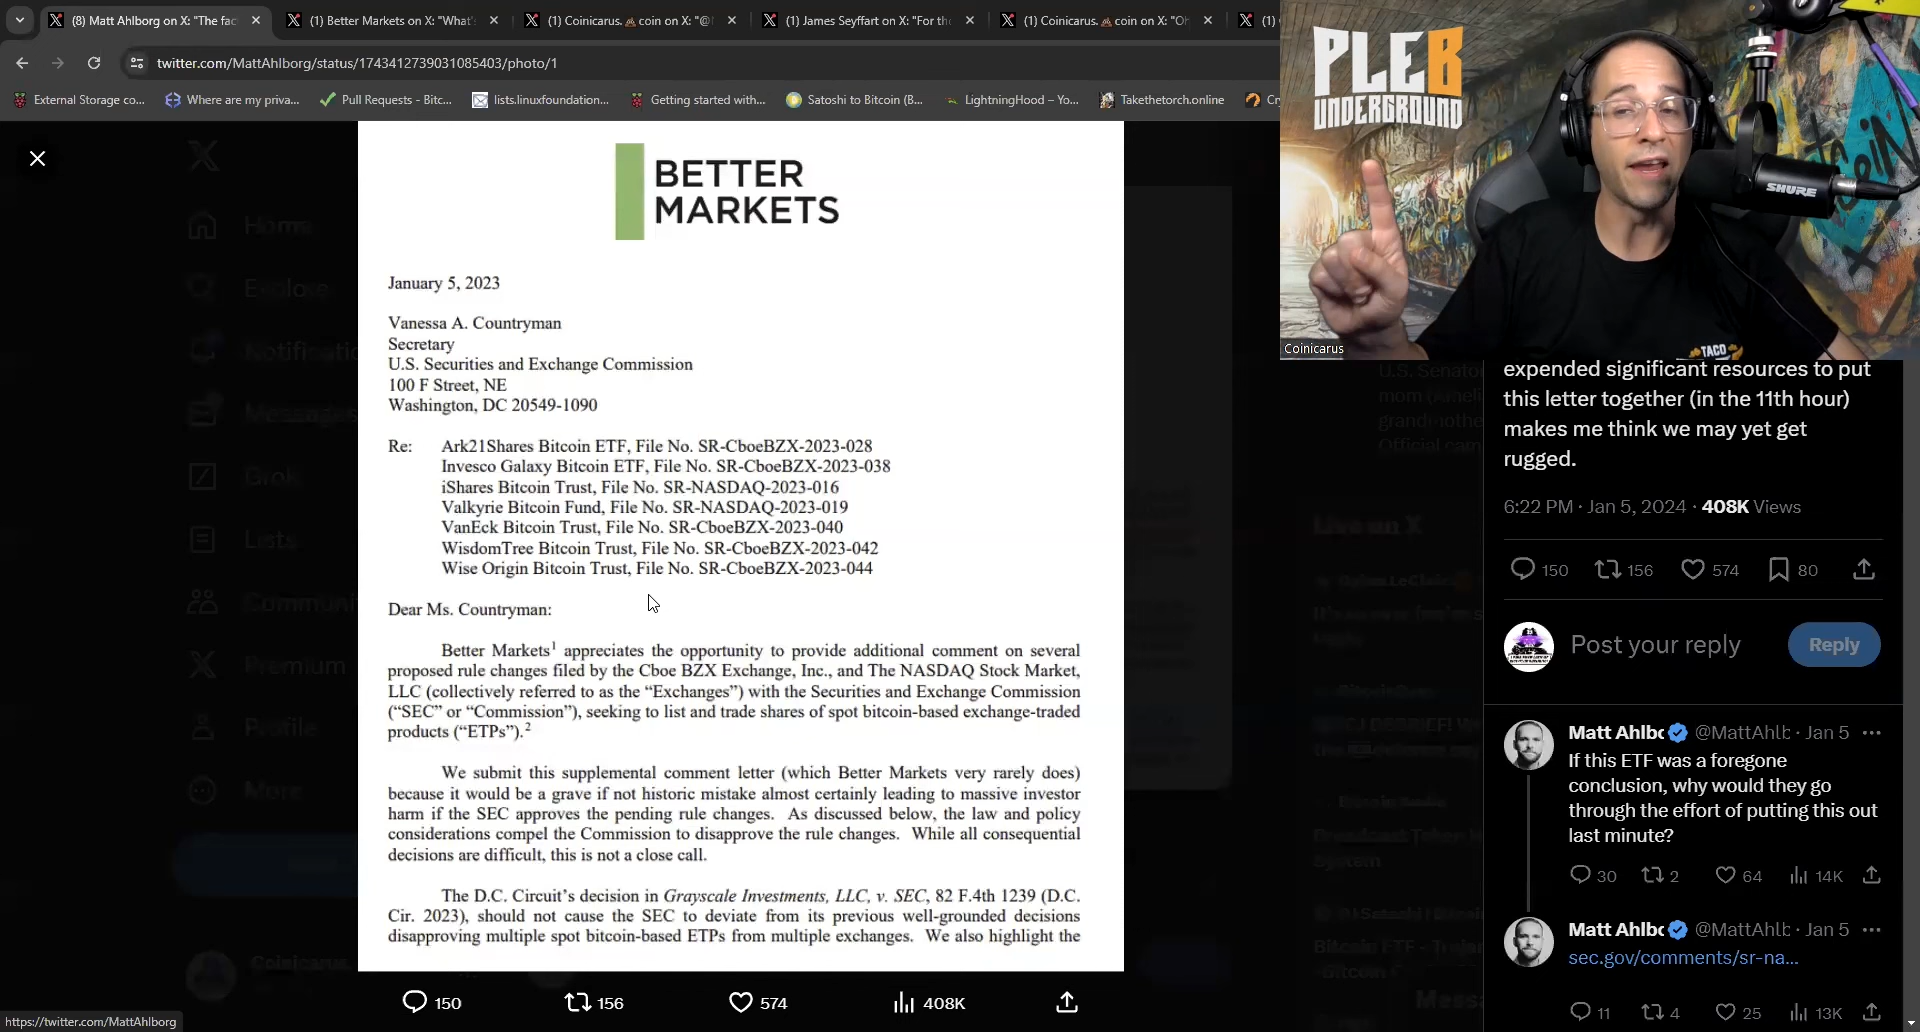 (8) Matt Ahlborg on X: "The fac
(1) Better Markets on X: "What'
(1) Coinicarus. coin on X: "@
(1) James Seyffart on X: "For th
(1) Coinicarus. coin on X: "O
(1)
twitter.com/MattAhlborg/status/1743412739031085403/photo/1
External Storage co...
Where are my priva...
Pull Requests - Bitc...
lists.linuxfoundation...
Getting started with...
Satoshi to Bitcoin (B...
LightningHood – Yo...
Takethetorch.online
Cr
PLEB
UNDERGROUND
SHURE
TACO
Coinicarus
Home
Explore
Notificatio
Messages
Grok
Lists
Communi
Premium
Profile
More
BETTER
MARKETS
January 5, 2023
Vanessa A. Countryman
Secretary
U.S. Securities and Exchange Commission
100 F Street, NE
Washington, DC 20549-1090
Re: Ark21Shares Bitcoin ETF, File No. SR-CboeBZX-2023-028
Invesco Galaxy Bitcoin ETF, File No. SR-CboeBZX-2023-038
iShares Bitcoin Trust, File No. SR-NASDAQ-2023-016
Valkyrie Bitcoin Fund, File No. SR-NASDAQ-2023-019
VanEck Bitcoin Trust, File No. SR-CboeBZX-2023-040
WisdomTree Bitcoin Trust, File No. SR-CboeBZX-2023-042
Wise Origin Bitcoin Trust, File No. SR-CboeBZX-2023-044
Dear Ms. Countryman:
Better Markets1 appreciates the opportunity to provide additional comment on several
proposed rule changes filed by the Cboe BZX Exchange, Inc., and The NASDAQ Stock Market,
LLC (collectively referred to as the “Exchanges”) with the Securities and Exchange Commission
(“SEC” or “Commission”), seeking to list and trade shares of spot bitcoin-based exchange-traded
products (“ETPs”).2
We submit this supplemental comment letter (which Better Markets very rarely does)
because it would be a grave if not historic mistake almost certainly leading to massive investor
harm if the SEC approves the pending rule changes. As discussed below, the law and policy
considerations compel the Commission to disapprove the rule changes. While all consequential
decisions are difficult, this is not a close call.
The D.C. Circuit’s decision in Grayscale Investments, LLC, v. SEC, 82 F.4th 1239 (D.C.
Cir. 2023), should not cause the SEC to deviate from its previous well-grounded decisions
disapproving multiple spot bitcoin-based ETPs from multiple exchanges. We also highlight the
150
156
574
408K
https://twitter.com/MattAhlborg
expended significant resources to put
this letter together (in the 11th hour)
makes me think we may yet get
rugged.
6:22 PM · Jan 5, 2024 · 408K Views
150
156
574
80
Post your reply
Reply
Matt Ahlbo @MattAhlb · Jan 5
If this ETF was a foregone
conclusion, why would they go
through the effort of putting this out
last minute?
30
2
64
14K
Matt Ahlbo @MattAhlb · Jan 5
sec.gov/comments/sr-na...
11
4
25
13K